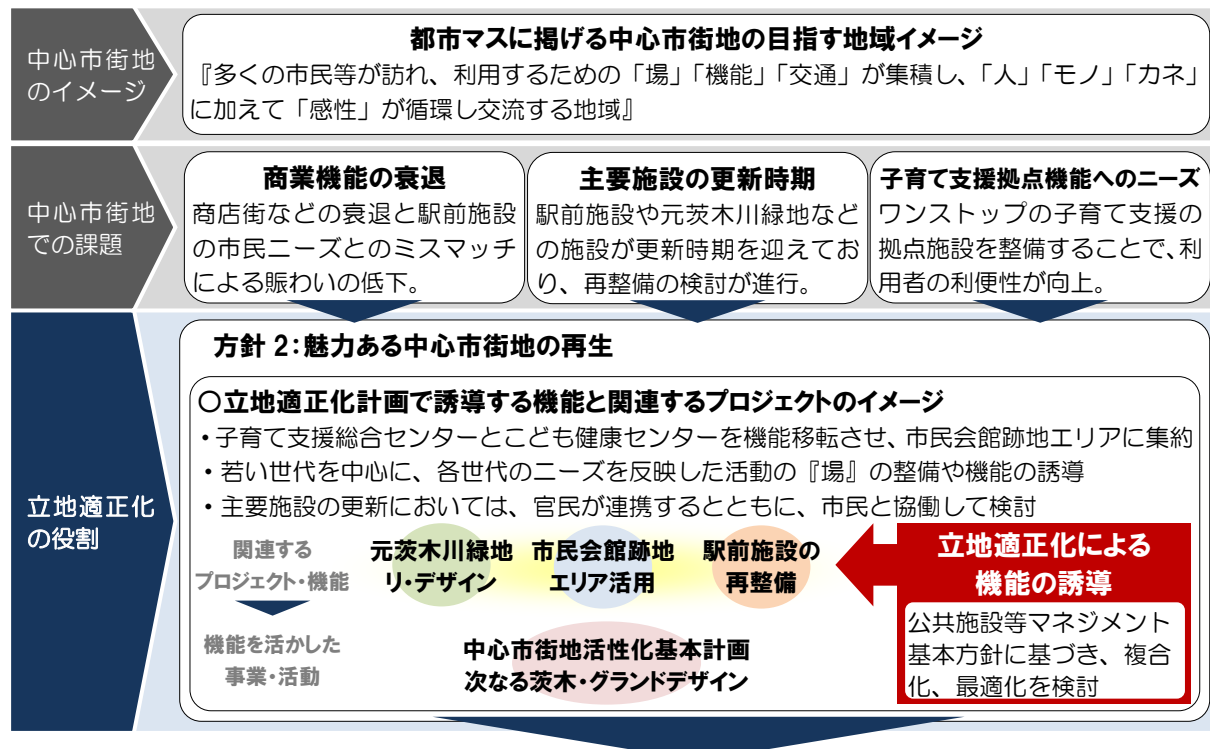 中心市街地
のイメージ
都市マスに掲げる中心市街地の目指す地域イメージ
『多くの市民等が訪れ、利用するための「場」「機能」「交通」が集積し、「人」「モノ」「カネ」
に加えて「感性」が循環し交流する地域』
中心市街地
での課題
商業機能の衰退
商店街などの衰退と駅前施設
の市民ニーズとのミスマッチ
による賑わいの低下。
主要施設の更新時期
駅前施設や元茨木川緑地など
の施設が更新時期を迎えてお
り、再整備の検討が進行。
子育て支援拠点機能へのニーズ
ワンストップの子育て支援の
拠点施設を整備することで、利
用者の利便性が向上。
立地適正化
の役割
方針 2:魅力ある中心市街地の再生
〇立地適正化計画で誘導する機能と関連するプロジェクトのイメージ
・子育て支援総合センターとこども健康センターを機能移転させ、市民会館跡地エリアに集約
・若い世代を中心に、各世代のニーズを反映した活動の『場』の整備や機能の誘導
・主要施設の更新においては、官民が連携するとともに、市民と協働して検討
関連する
プロジェクト・機能
元茨木川緑地
リ・デザイン
市民会館跡地
エリア活用
駅前施設の
再整備
立地適正化による
機能の誘導
公共施設等マネジメント
基本方針に基づき、複合
化、最適化を検討
機能を活かした
事業・活動
中心市街地活性化基本計画
次なる茨木・グランドデザイン